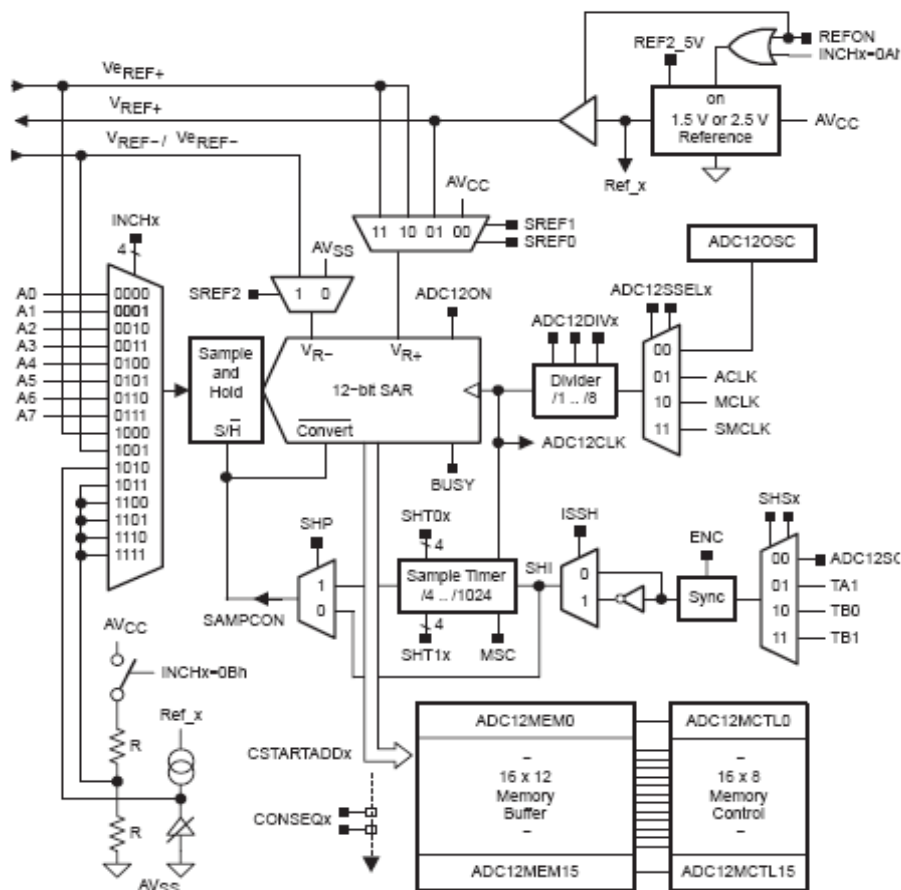 REFON
INCHx=0Ah
REF2_5V
VeREF+
VREF+
VREF−/ VeREF−
on
1.5 V or 2.5 V
Reference
AVCC
Ref_x
AVCC
11 10 01 00
SREF1
SREF0
INCHx
4
AVSS
SREF2
1 0
ADC12ON
ADC12OSC
ADC12SSELx
ADC12DIVx
A0 0000
A1 0001
A2 0010
A3 0011
A4 0100
A5 0101
A6 0110
A7 0111
1000
1001
1010
1011
1100
1101
1110
1111
Sample
and
Hold
S/H
VR−
VR+
12−bit SAR
Convert
Divider
/1 .. /8
00
01 ACLK
10 MCLK
11 SMCLK
ADC12CLK
BUSY
SHP
1
0
SAMPCON
SHT0x
4
Sample Timer
/4 .. /1024
4
SHT1x
MSC
SHI
ISSH
0
1
ENC
Sync
SHSx
00 ADC12SC
01 TA1
10 TB0
11 TB1
AVCC
INCHx=0Bh
Ref_x
R
R
AVSS
CSTARTADDx
CONSEQx
ADC12MEM0
−
16 x 12
Memory
Buffer
−
ADC12MEM15
ADC12MCTL0
−
16 x 8
Memory
Control
−
ADC12MCTL15